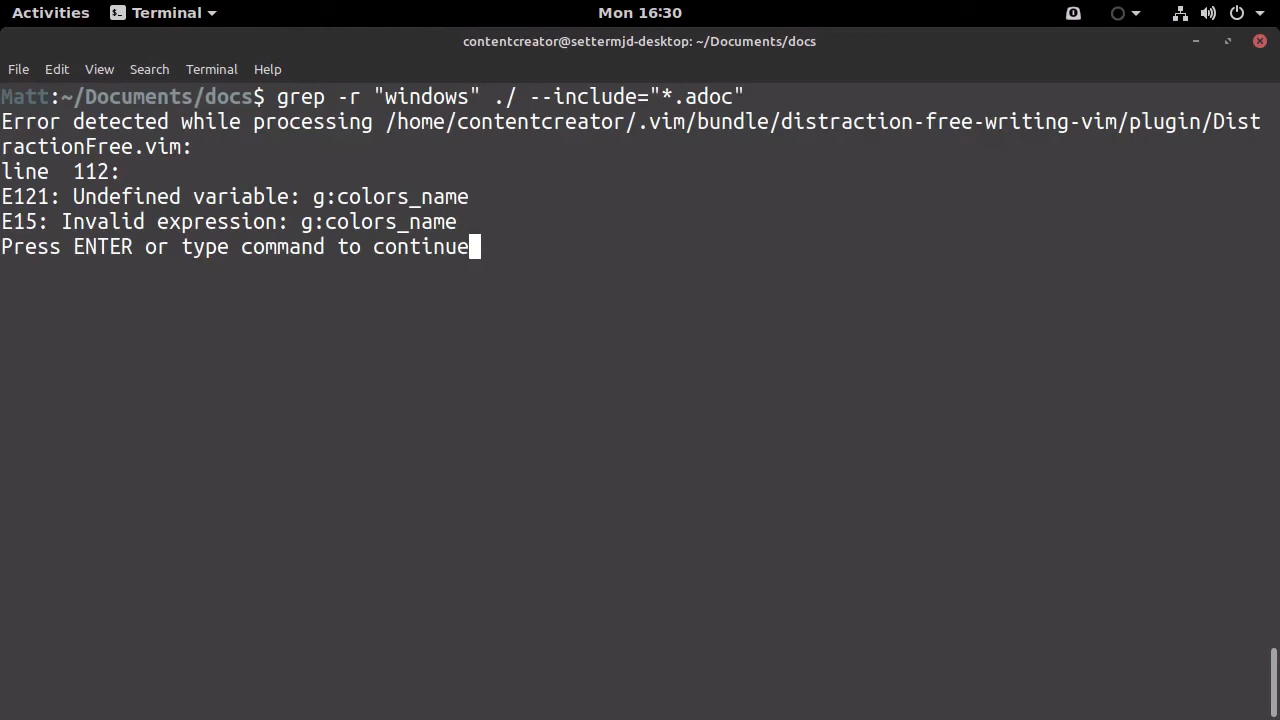 Activities Terminal Mon 16:30
contentcreator@settermjd-desktop: ~/Documents/docs
File Edit View Search Terminal Help
Matt:~/Documents/docs$ grep -r "windows" ./ --include="*.adoc"
Error detected while processing /home/contentcreator/.vim/bundle/distraction-free-writing-vim/plugin/Dist
ractionFree.vim:
line  112:
E121: Undefined variable: g:colors_name
E15: Invalid expression: g:colors_name
Press ENTER or type command to continue